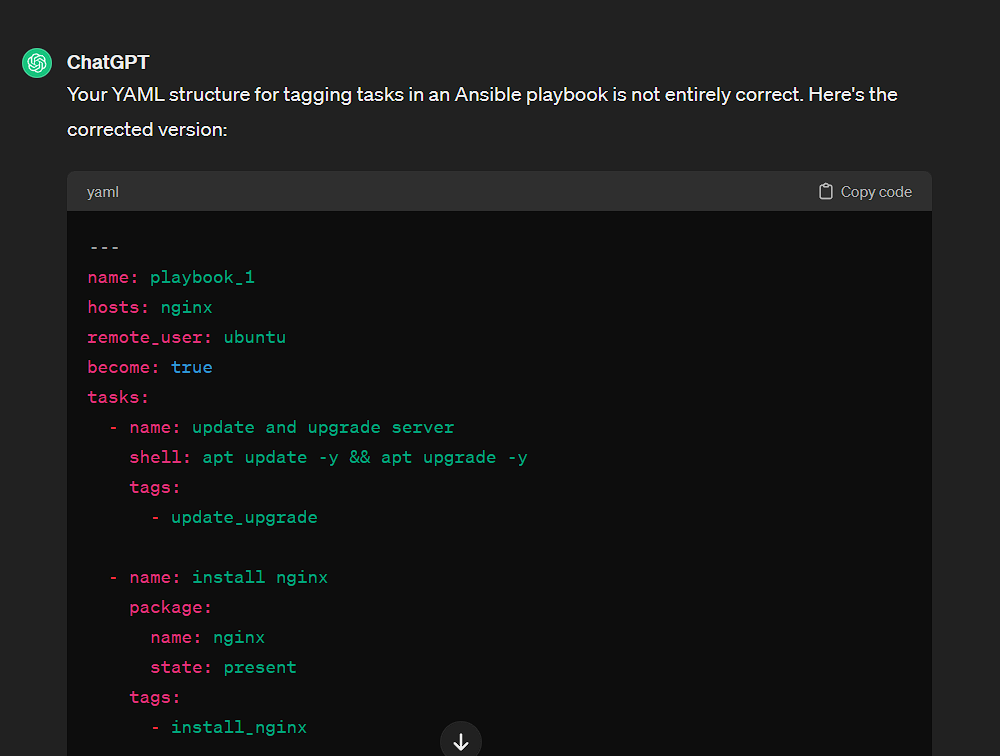 ChatGPT
Your YAML structure for tagging tasks in an Ansible playbook is not entirely correct. Here's the
corrected version:
yaml Copy code
---
name: playbook_1
hosts: nginx
remote_user: ubuntu
become: true
tasks:
  - name: update and upgrade server
    shell: apt update -y && apt upgrade -y
    tags:
      - update_upgrade
  - name: install nginx
    package:
      name: nginx
      state: present
    tags:
      - install_nginx